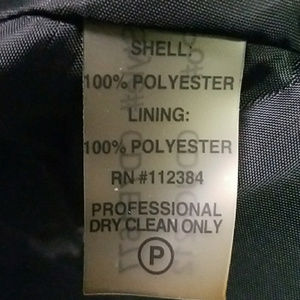 SHELL:
100% POLYESTER
LINING:
100% POLYESTER
RN #112384
PROFESSIONAL
DRY CLEAN ONLY
P